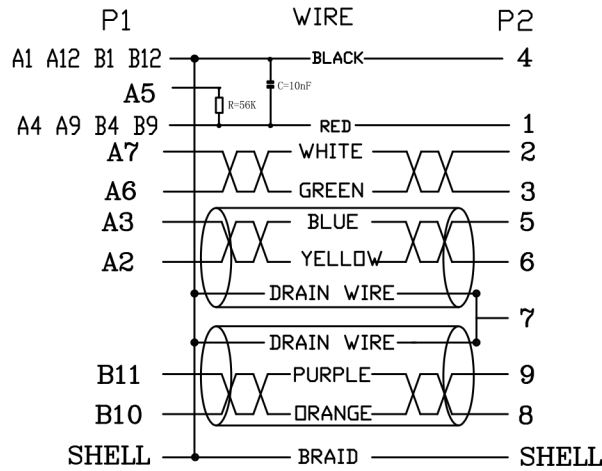 P1 WIRE P2
A1 A12 B1 B12 BLACK 4
A5 R=56K C=10nF
A4 A9 B4 B9 RED 1
A7 WHITE 2
A6 GREEN 3
A3 BLUE 5
A2 YELLOW 6
DRAIN WIRE
7
DRAIN WIRE
B11 PURPLE 9
B10 ORANGE 8
SHELL BRAID SHELL